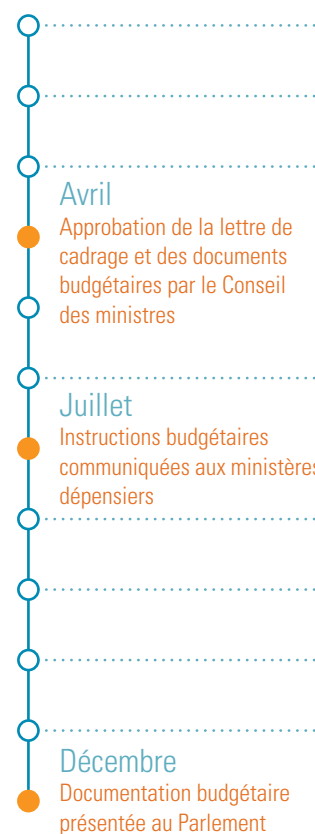 Avril
Approbation de la lettre de
cadrage et des documents
budgétaires par le Conseil
des ministres
Juillet
Instructions budgétaires
communiquées aux ministères
dépensiers
Décembre
Documentation budgétaire
présentée au Parlement